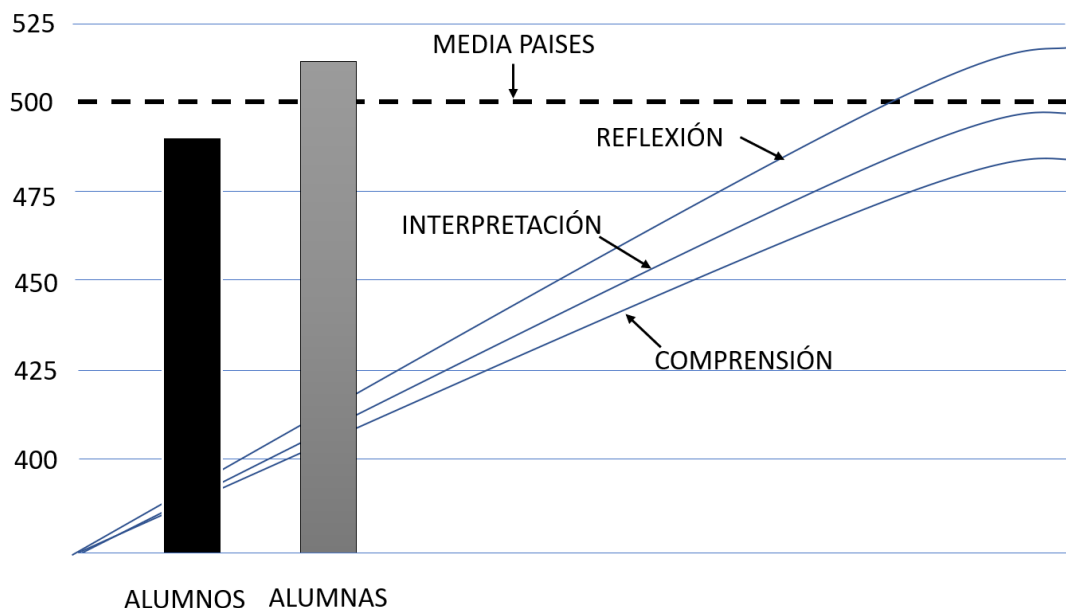 525
MEDIA PAISES
500
REFLEXIÓN
475
INTERPRETACIÓN
450
COMPRENSIÓN
425
400
ALUMNOS ALUMNAS